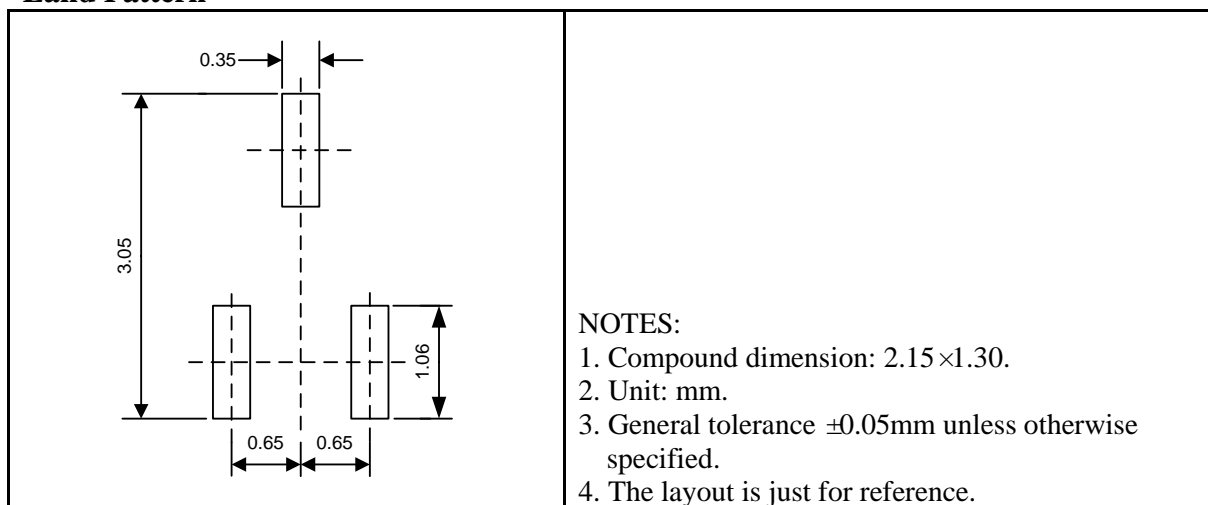 Land Pattern
0.35
3.05
1.06
0.65 0.65
NOTES:
1. Compound dimension: 2.15×1.30.
2. Unit: mm.
3. General tolerance ±0.05mm unless otherwise
specified.
4. The layout is just for reference.